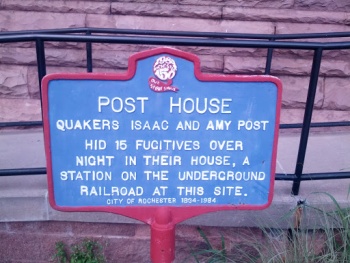 POST HOUSE
QUAKERS ISAAC AND AMY POST
HID 15 FUGITIVES OVER
NIGHT IN THEIR HOUSE, A
STATION ON THE UNDERGROUND
RAILROAD AT THIS SITE.
CITY OF ROCHESTER 1834-1984